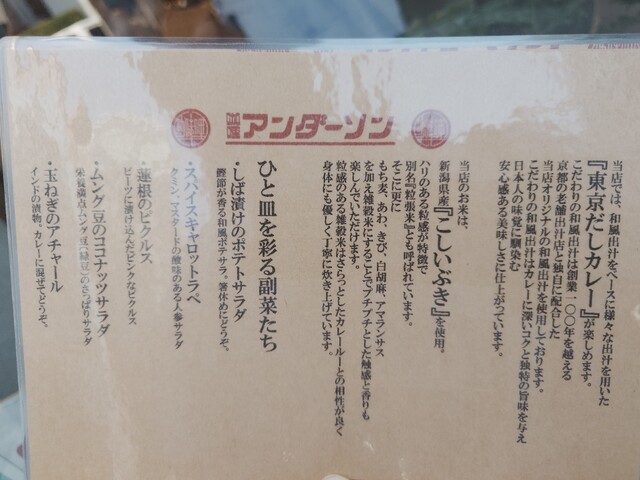 アンダーソン
当店では、和風出汁をベースに様々な出汁を用いた
『東京だしカレー』が楽しめます。
こだわりの和風出汁は創業一〇〇年を越える
京都の老舗出汁店と独自に配合した
当店オリジナルの和風出汁を使用しております。
こだわりの和風出汁はカレーに深いコクと独特の旨味を与え
日本人の味覚に馴染む
安心感ある美味しさに仕上がっています。
当店のお米は、
新潟県産『こしいぶき』を使用。
ハリのある粒感が特徴で
別名『粒張米』とも呼ばれています。
そこに更に
もち麦、あわ、きび、白胡麻、アマランサス
を加え雑穀米にすることでプチプチとした触感と香りも
楽しんでいただけます。
粒感のある雑穀米はさらっとしたカレールーとの相性が良く
身体にも優しく丁寧に炊き上げています。
ひと皿を彩る副菜たち
・しば漬けのポテトサラダ
鰹節が香る和風ポテサラ。箸休めにどうぞ。
・スパイスキャロットラペ
クミン、マスタードの酸味のある人参サラダ
・蓮根のピクルス
ビーツに漬け込んだピンクなピクルス
・ムング豆のココナッツサラダ
栄養満点ムング豆(緑豆)のさっぱりサラダ
・玉ねぎのアチャール
インドの漬物。カレーに混ぜてどうぞ。